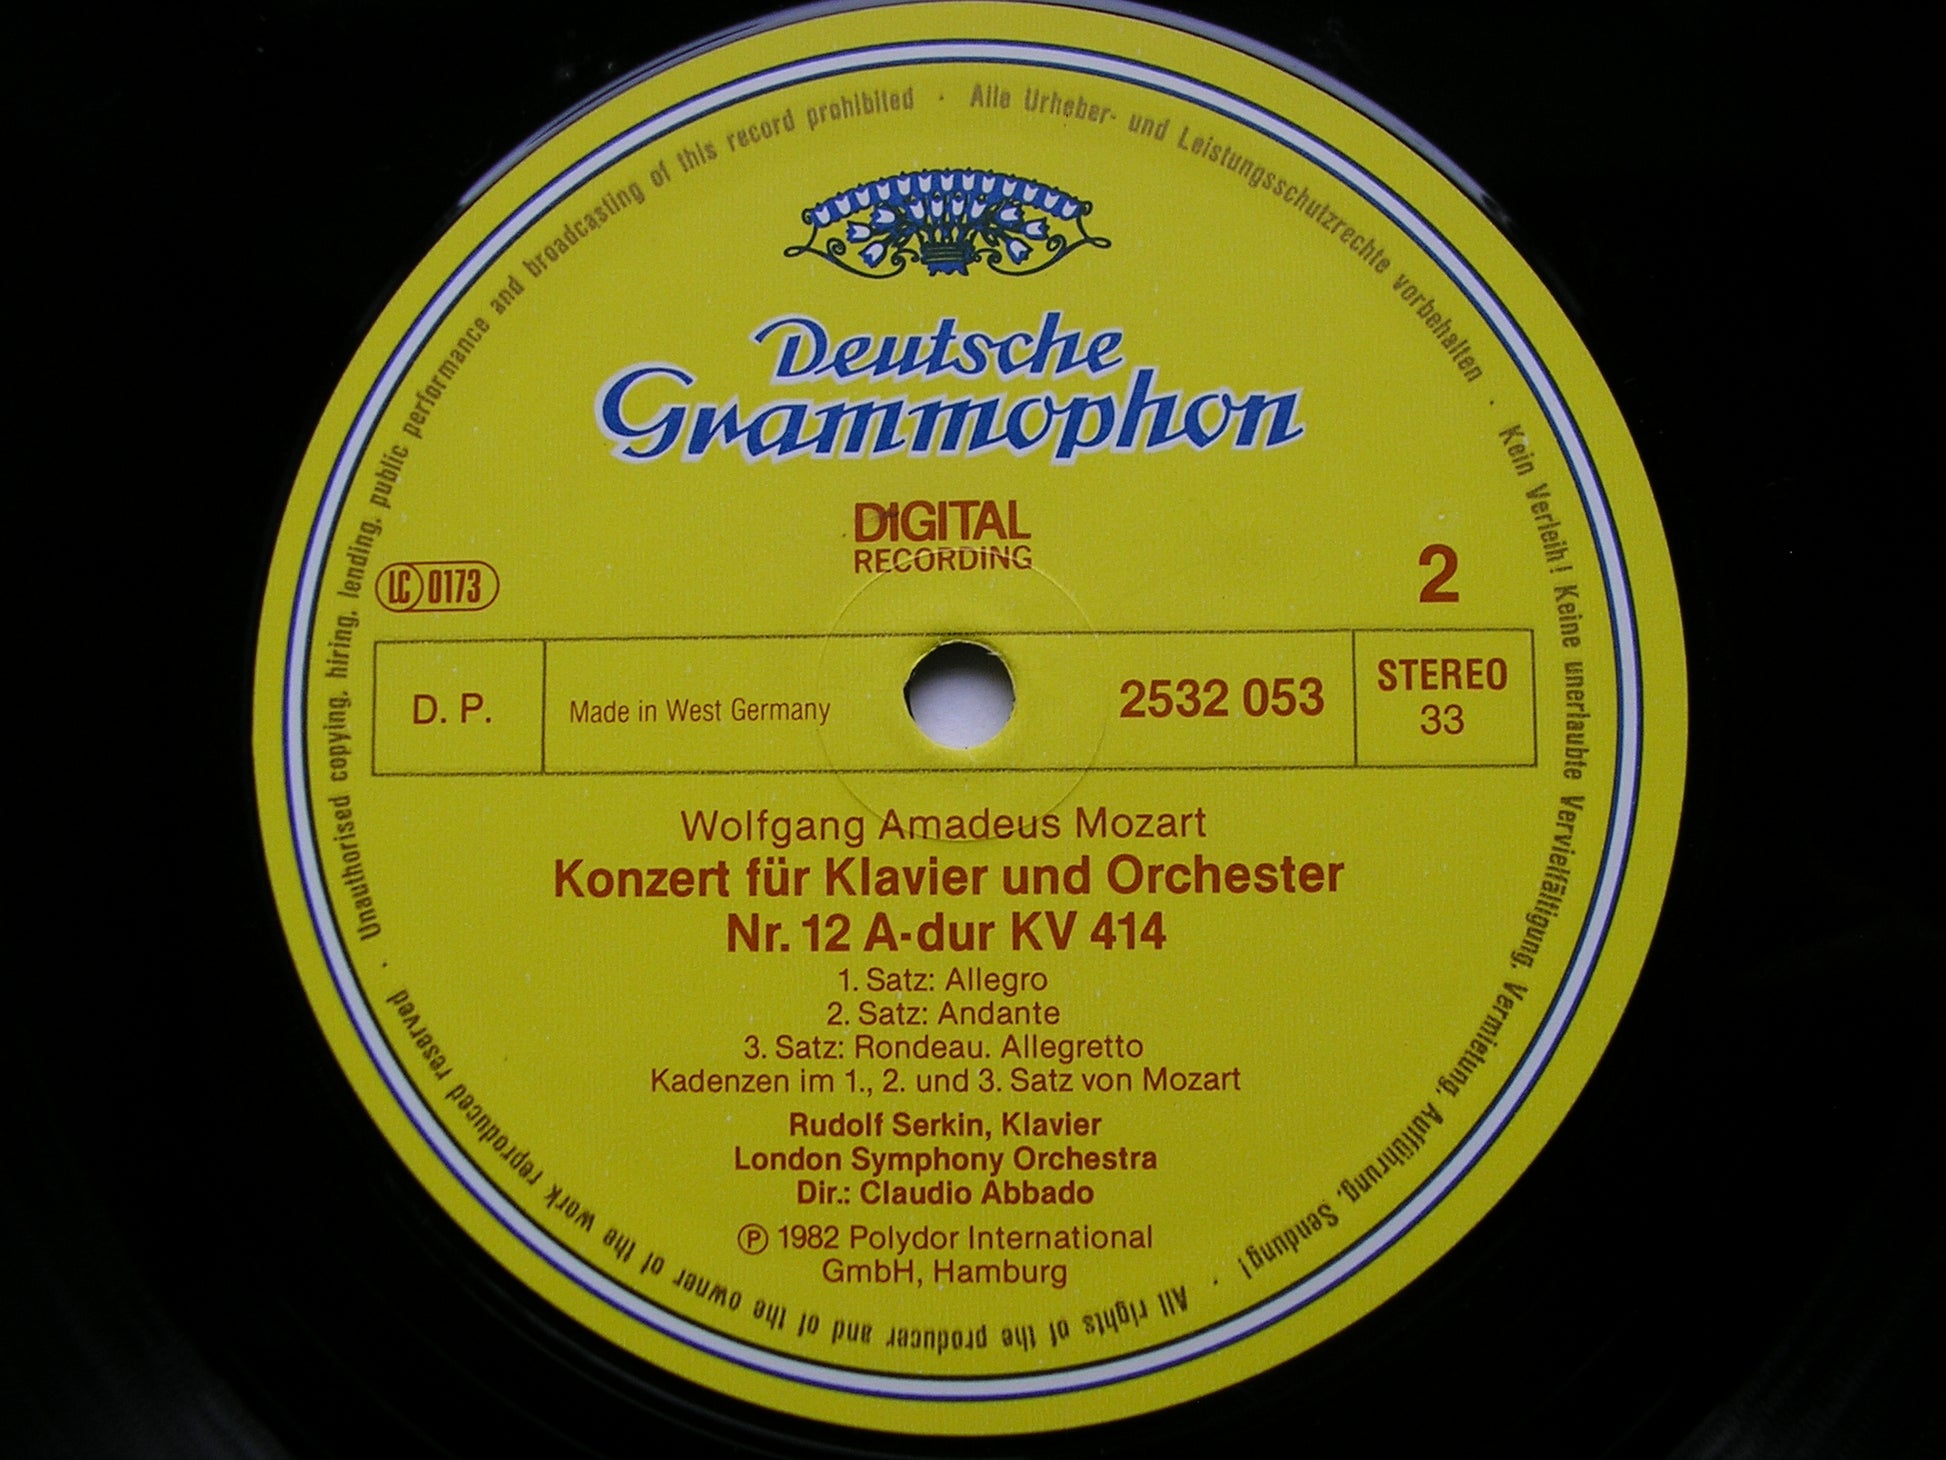 Deutsche
Grammophon
DIGITAL
RECORDING
LC 0173
2
D. P.
Made in West Germany
2532 053
STEREO
33
Wolfgang Amadeus Mozart
Konzert für Klavier und Orchester
Nr. 12 A-dur KV 414
1. Satz: Allegro
2. Satz: Andante
3. Satz: Rondeau. Allegretto
Kadenzen im 1., 2. und 3. Satz von Mozart
Rudolf Serkin, Klavier
London Symphony Orchestra
Dir.: Claudio Abbado
Ⓟ 1982 Polydor International
GmbH, Hamburg
Alle Urheber- und Leistungsschutzrechte vorbehalten · Kein Verleih! Keine unerlaubte Vervielfältigung, Vermietung, Aufführung, Sendung! · All rights of the producer and of the owner of the work reproduced reserved · Unauthorised copying, hiring, lending, public performance and broadcasting of this record prohibited ·